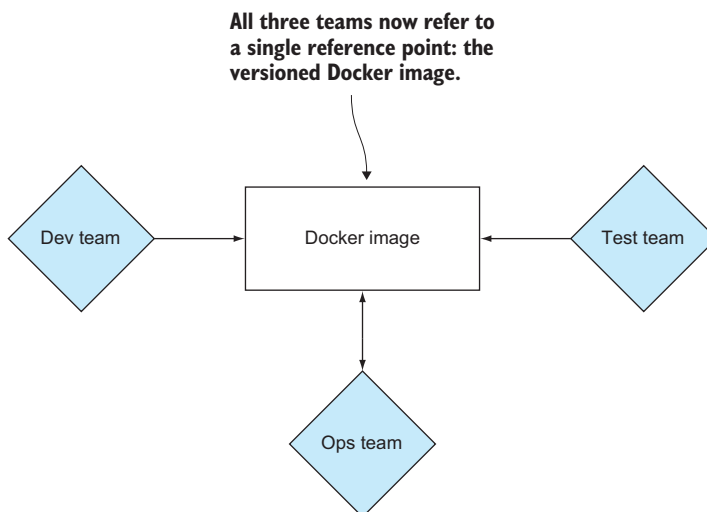 All three teams now refer to
a single reference point: the
versioned Docker image.
Dev team
Docker image
Test team
Ops team